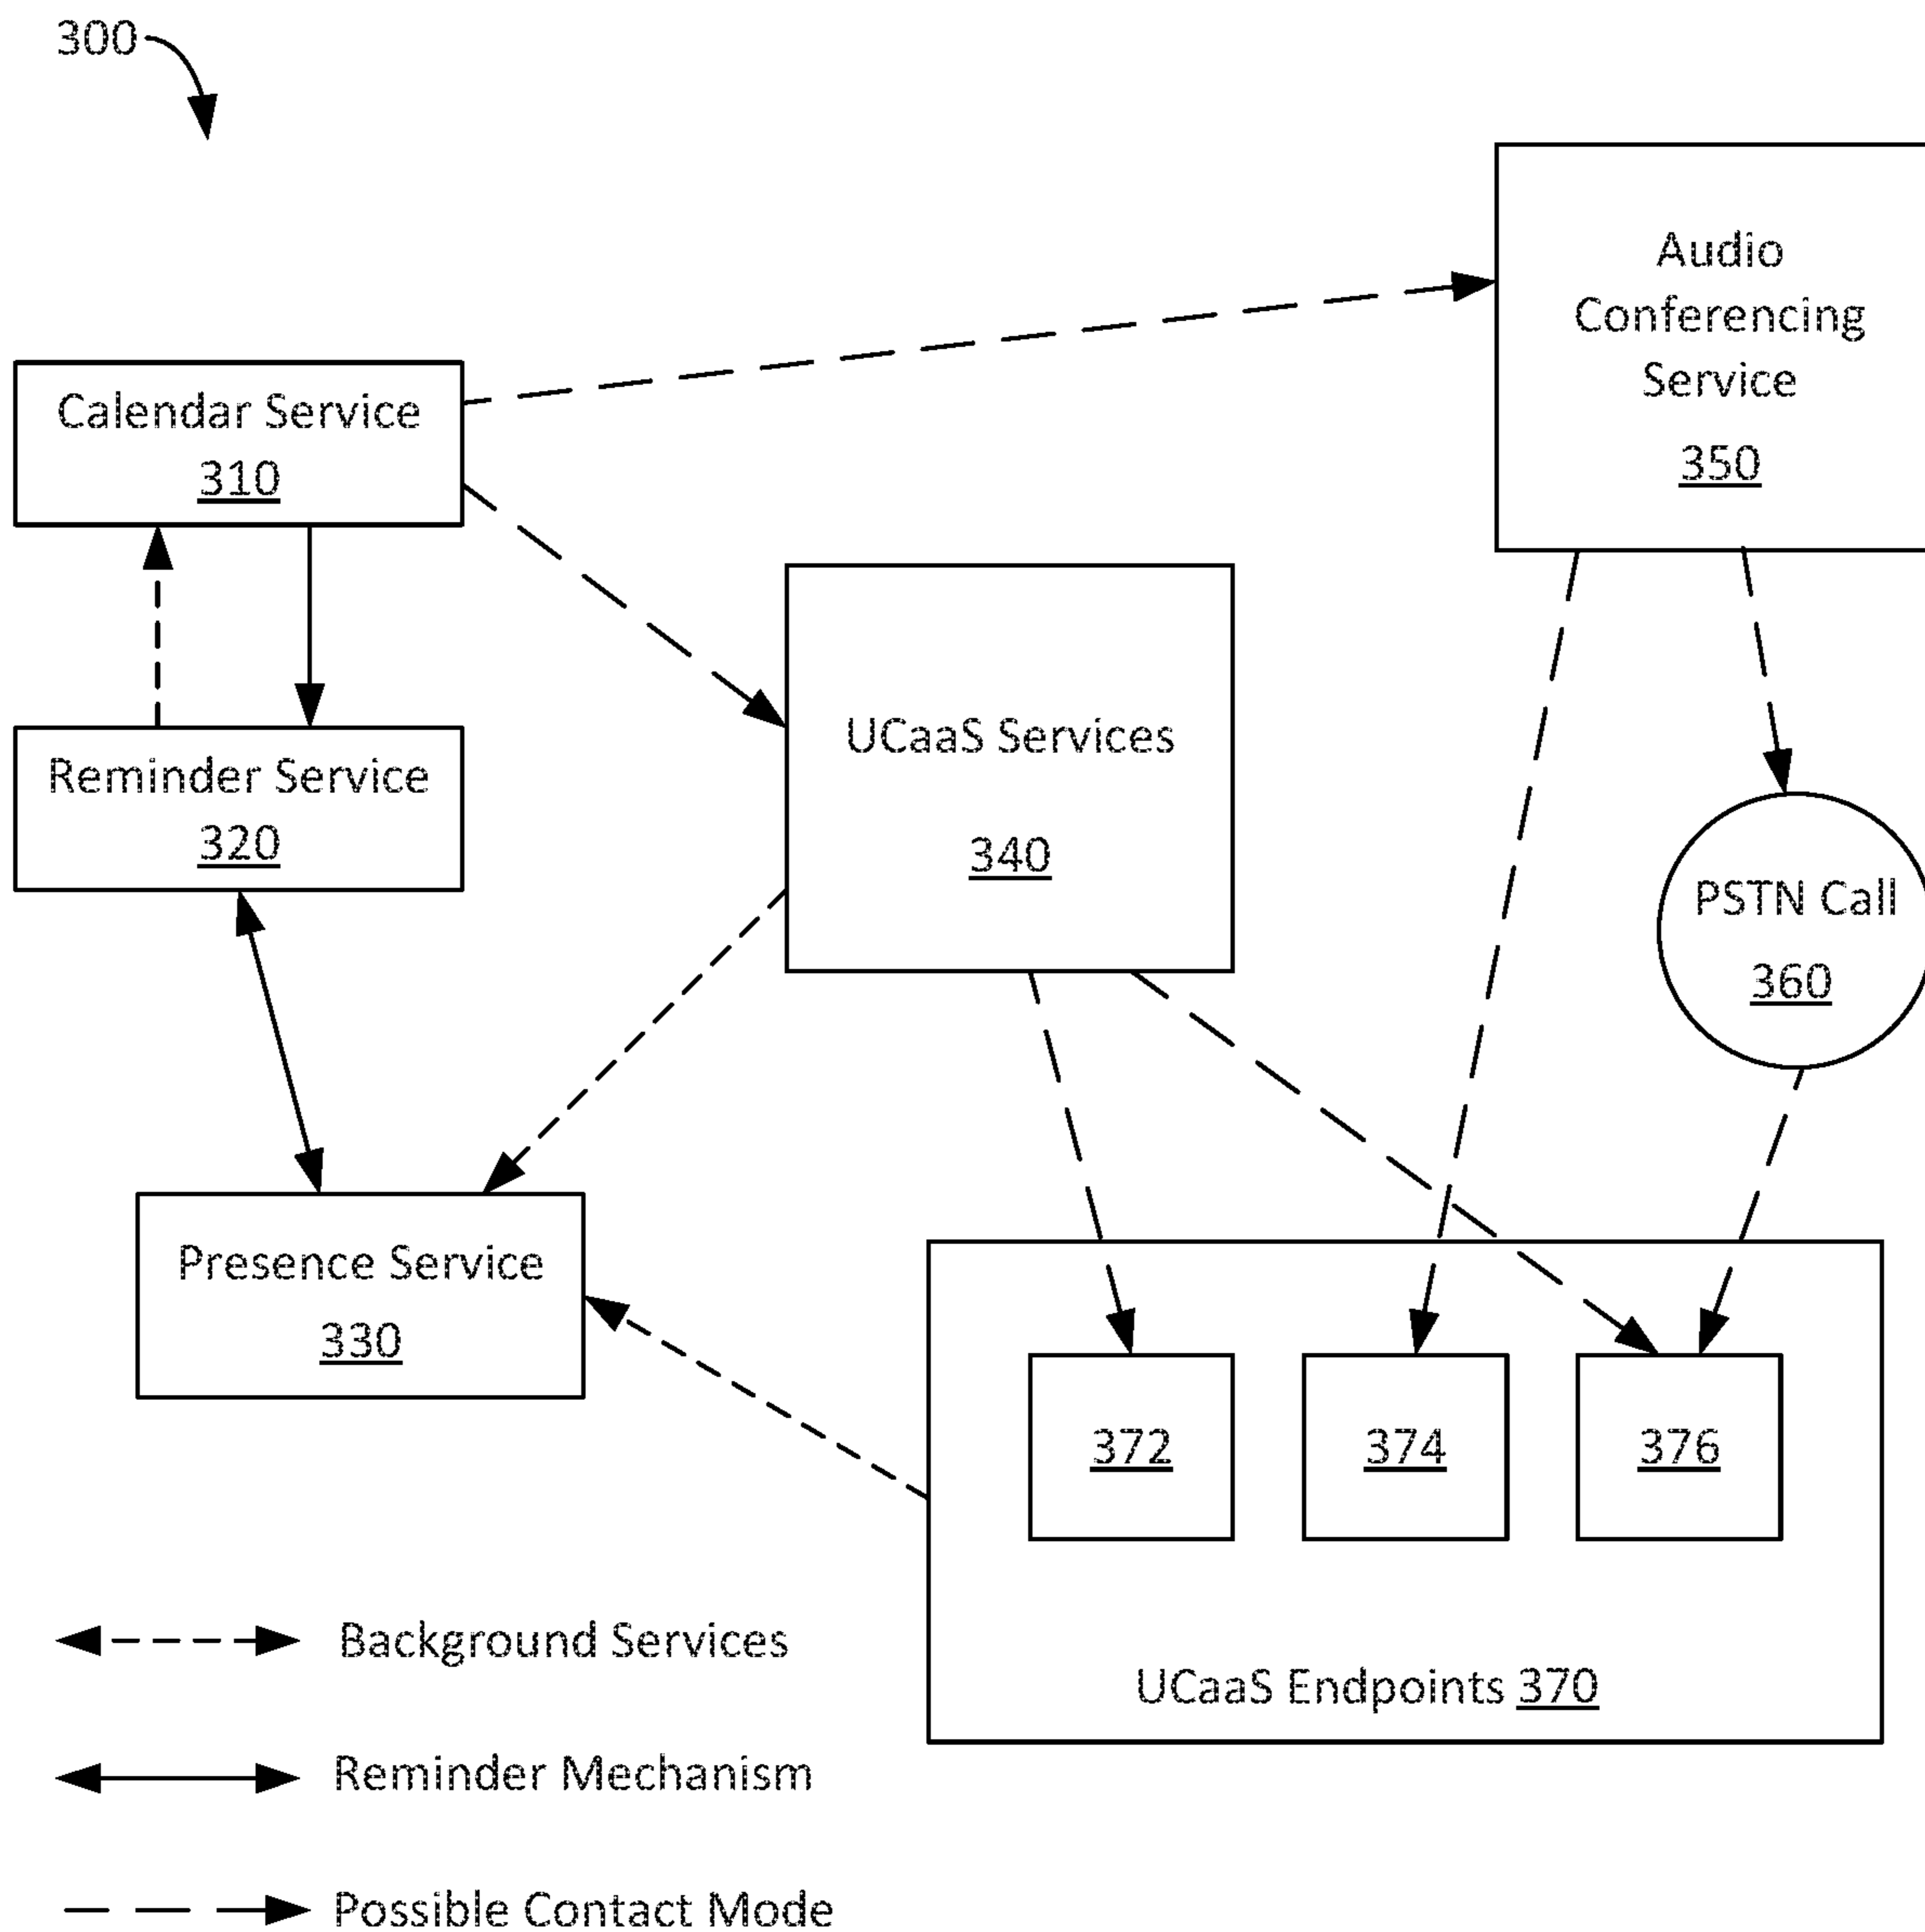 300
Audio
Conferencing
Service
350
Calendar Service
310
UCaaS Services
340
Reminder Service
320
PSTN Call
360
Presence Service
330
372
374
376
UCaaS Endpoints 370
Background Services
Reminder Mechanism
Possible Contact Mode